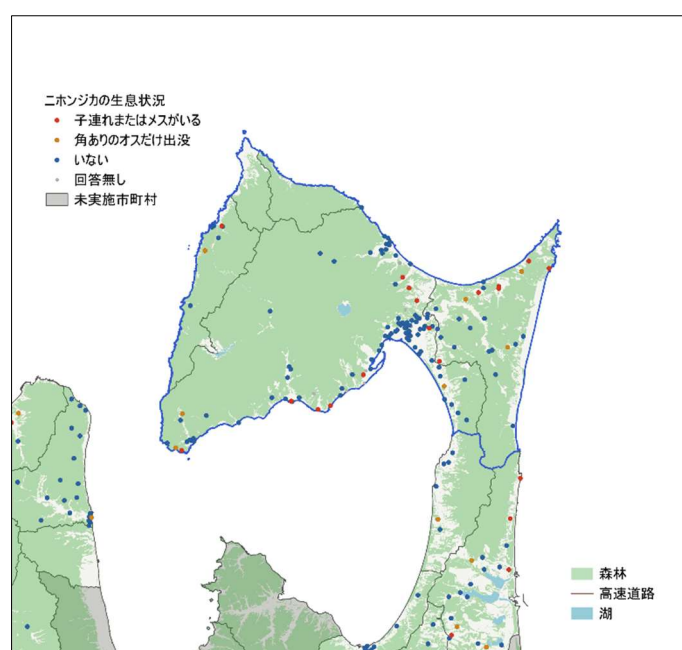 ニホンジカの生息状況
子連れまたはメスがいる
角ありのオスだけ出没
いない
回答無し
未実施市町村
森林
高速道路
湖